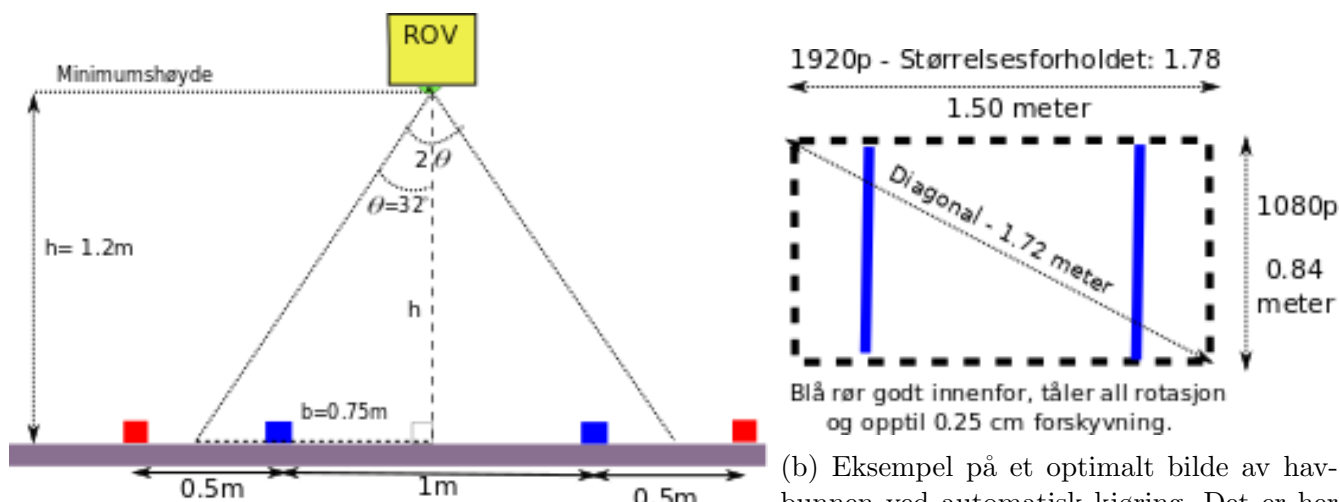 ROV
Minimumshøyde
2θ
θ=32
h= 1.2m
h
b=0.75m
0.5m
1m
0.5m
1920p - Størrelsesforholdet: 1.78
1.50 meter
Diagonal - 1.72 meter
1080p
0.84
meter
Blå rør godt innenfor, tåler all rotasjon
og opptil 0.25 cm forskyvning.
(b) Eksempel på et optimalt bilde av hav-
bunnen ved automatisk kjøring. Det er her